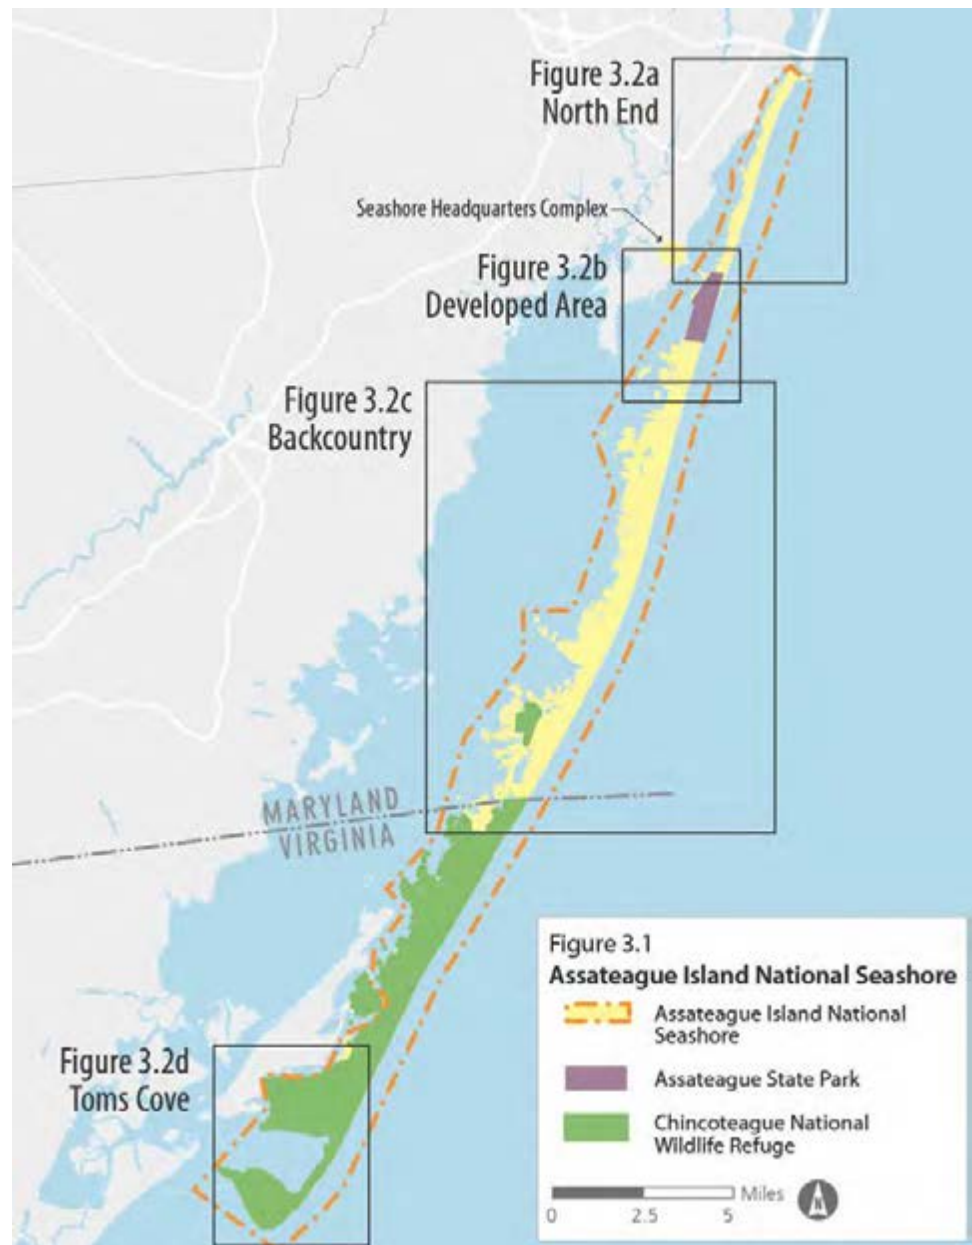 Figure 3.2a
North End
Seashore Headquarters Complex
Figure 3.2b
Developed Area
Figure 3.2c
Backcountry
MARYLAND
VIRGINIA
Figure 3.2d
Toms Cove
Figure 3.1
Assateague Island National Seashore
Assateague Island National
Seashore
Assateague State Park
Chincoteague National
Wildlife Refuge
Miles
0 2.5 5
N